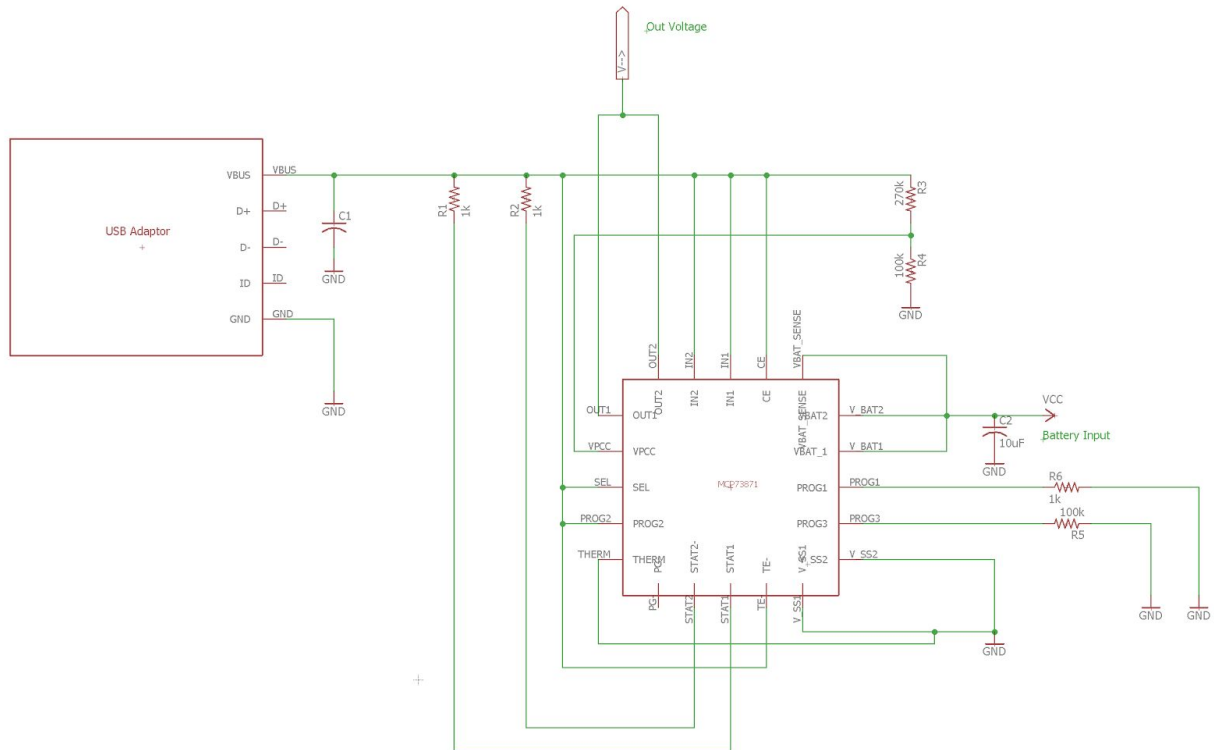 Out Voltage
V-->
USB Adaptor
VBUS
VBUS
D+
D+
D-
D-
ID
ID
GND
GND
C1
GND
GND
R1
1k
R2
1k
270k
R3
100k
R4
GND
OUT2
IN2
IN1
CE
VBAT_SENSE
OUT2
IN2
IN1
CE
VBAT_SENSE
OUT1
OUT1
VPCC
VPCC
SEL
SEL
PROG2
PROG2
THERM
THERM
MCP73871
VBAT2
V_BAT2
VBAT_1
V_BAT1
PROG1
PROG1
PROG3
PROG3
V_SS2
V_SS2
PG
STAT2-
STAT1
TE-
V_SS1
PG
STAT2
STAT1
TE
V_SS1
VCC
Battery Input
C2
10uF
GND
R6
1k
100k
R5
GND
GND
GND